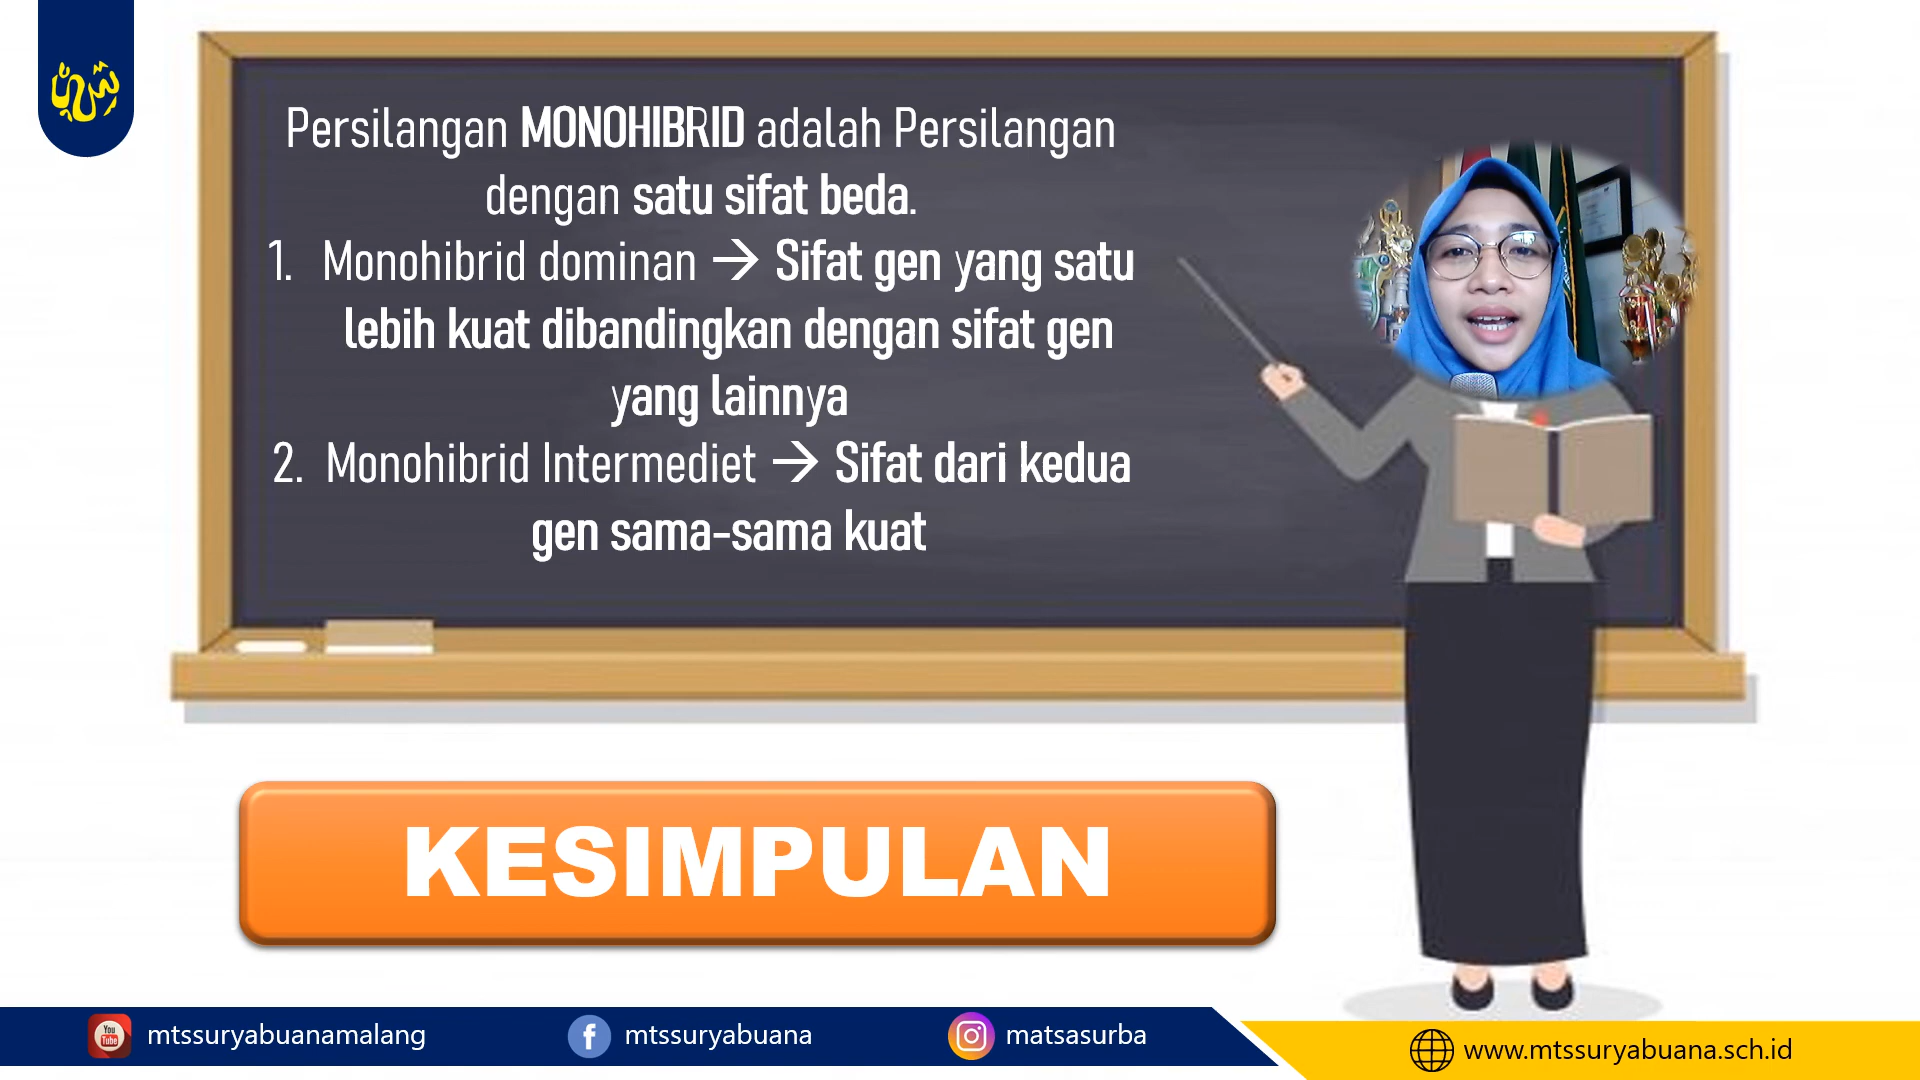 Persilangan MONOHIBRID adalah Persilangan
dengan satu sifat beda.
1. Monohibrid dominan → Sifat gen yang satu
lebih kuat dibandingkan dengan sifat gen
yang lainnya
2. Monohibrid Intermediet → Sifat dari kedua
gen sama-sama kuat
KESIMPULAN
You
Tube
mtssuryabuanamalang
mtssuryabuana
matsasurba
www.mtssuryabuana.sch.id